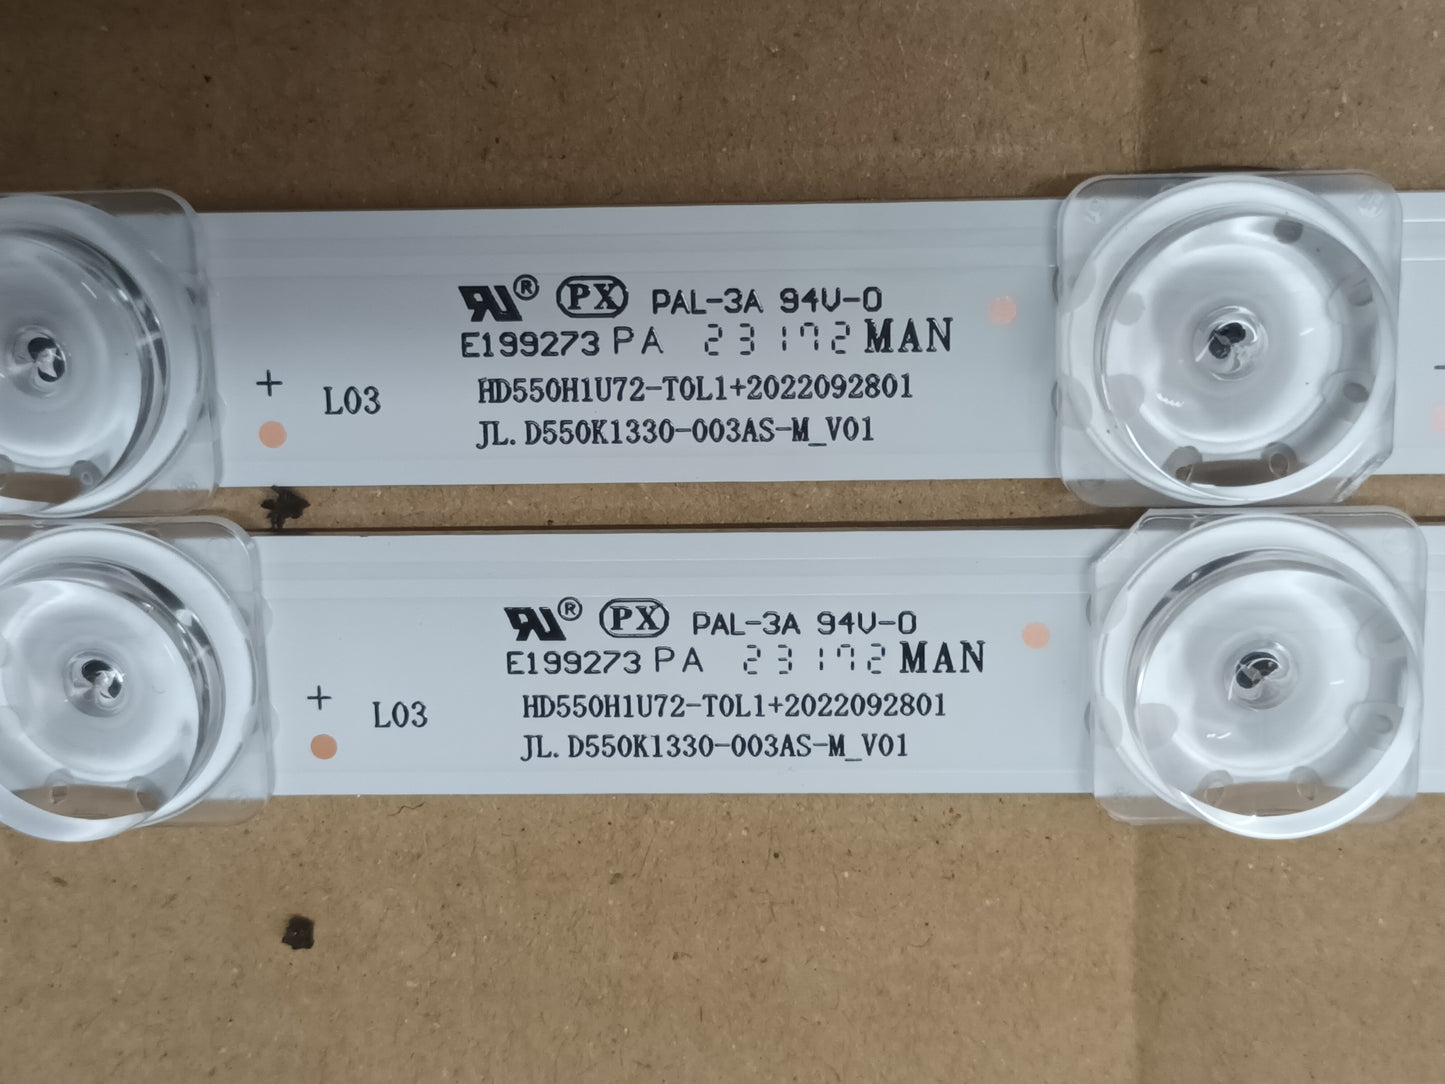 ® PX PAL-3A 94V-0
E199273 PA 23172 MAN
+ L03 HD550H1U72-T0L1+2022092801
JL.D550K1330-003AS-M_V01
® PX PAL-3A 94V-0
E199273 PA 23172 MAN
+ L03 HD550H1U72-T0L1+2022092801
JL.D550K1330-003AS-M_V01